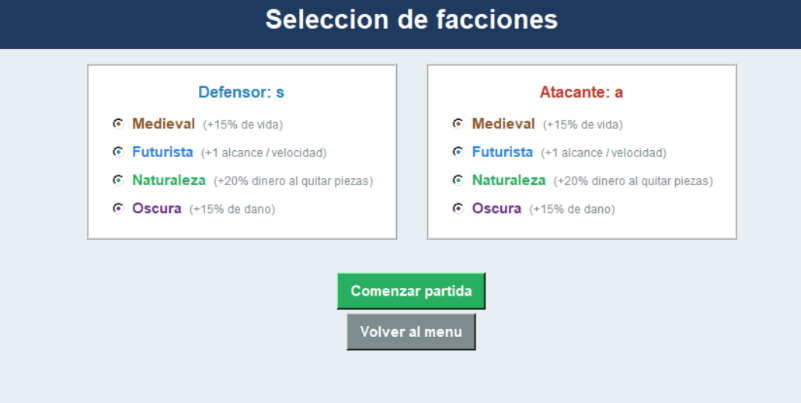 Seleccion de facciones
Defensor: s
Medieval (+15% de vida)
Futurista (+1 alcance / velocidad)
Naturaleza (+20% dinero al quitar piezas)
Oscura (+15% de dano)
Atacante: a
Medieval (+15% de vida)
Futurista (+1 alcance / velocidad)
Naturaleza (+20% dinero al quitar piezas)
Oscura (+15% de dano)
Comenzar partida
Volver al menu